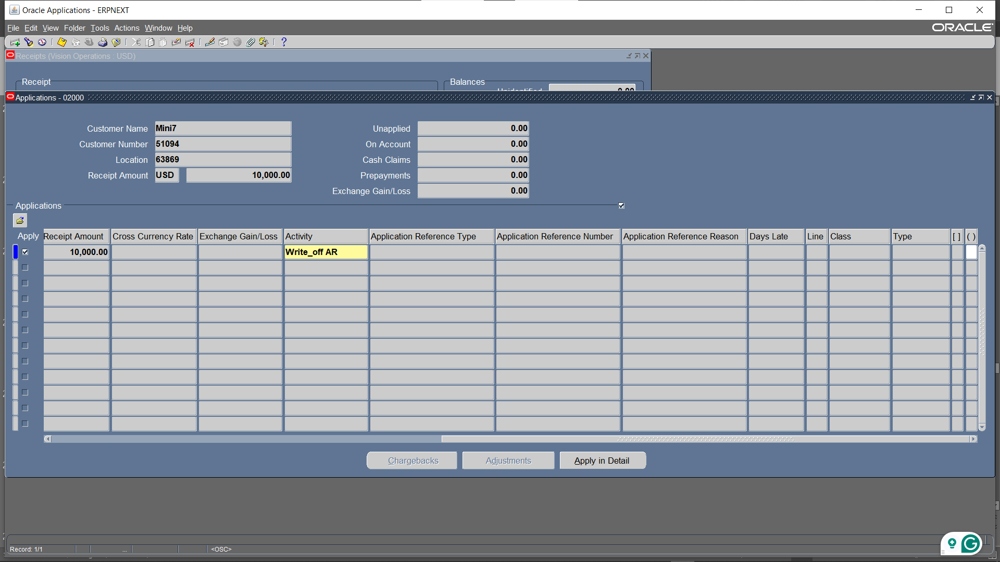 Oracle Applications - ERPNEXT
File Edit View Folder Tools Actions Window Help
ORACLE
Receipts (Vision Operations : USD)
Receipt
Balances
Unidentified 0.00
Applications - 02000
Customer Name Mini7
Customer Number 51094
Location 63869
Receipt Amount USD 10,000.00
Unapplied 0.00
On Account 0.00
Cash Claims 0.00
Prepayments 0.00
Exchange Gain/Loss 0.00
Applications
Apply Receipt Amount Cross Currency Rate Exchange Gain/Loss Activity Application Reference Type Application Reference Number Application Reference Reason Days Late Line Class Type [ ] ( )
10,000.00 Write_off AR
Chargebacks Adjustments Apply in Detail
Record: 1/1 ... <OSC>